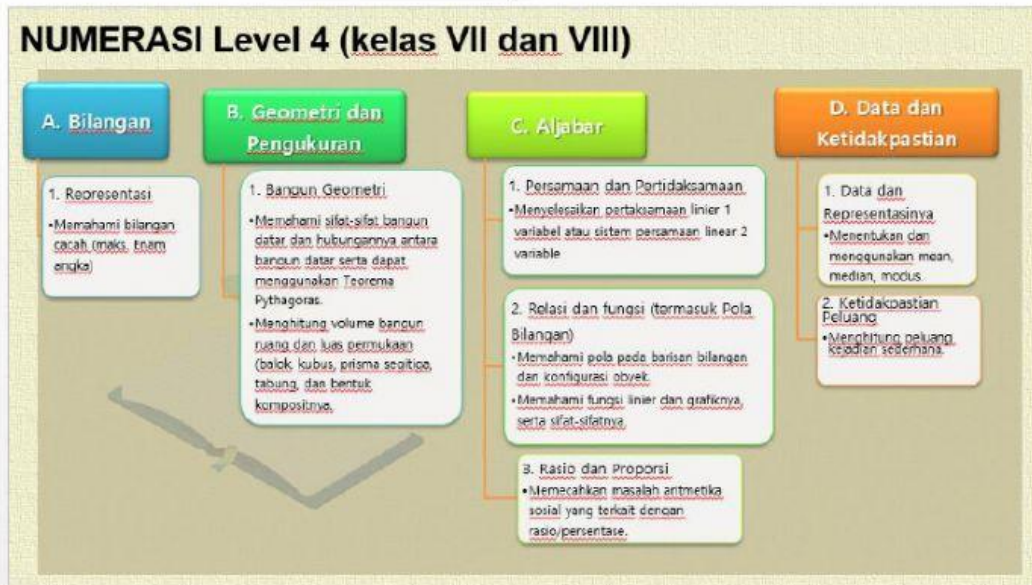 NUMERASI Level 4 (kelas VII dan VIII)
A. Bilangan
1. Representasi
•Memahami bilangan
cacah (maks. Enam
angka)
B. Geometri dan
Pengukuran
1. Bangun Geometri
•Memahami sifat-sifat bangun
datar dan hubungannya antara
bangun datar serta dapat
menggunakan Teorema
Pythagoras.
•Menghitung volume bangun
ruang dan luas permukaan
(balok, kubus, prisma segitiga,
tabung, dan bentuk
kompositnya.
C. Aljabar
1. Persamaan dan Pertidaksamaan
•Menyelesaikan pertaksamaan linier 1
variabel atau sistem persamaan linear 2
variable
2. Relasi dan fungsi (termasuk Pola
Bilangan)
•Memahami pola pada barisan bilangan
dan konfigurasi obyek.
•Memahami fungsi linier dan grafiknya,
serta sifat-sifatnya.
3. Rasio dan Proporsi
•Memecahkan masalah aritmetika
sosial yang terkait dengan
rasio/persentase.
D. Data dan
Ketidakpastian
1. Data dan
Representasinya
•Menentukan dan
menggunakan mean,
median, modus.
2. Ketidakpastian
Peluang
•Menghitung peluang
kejadian sederhana.